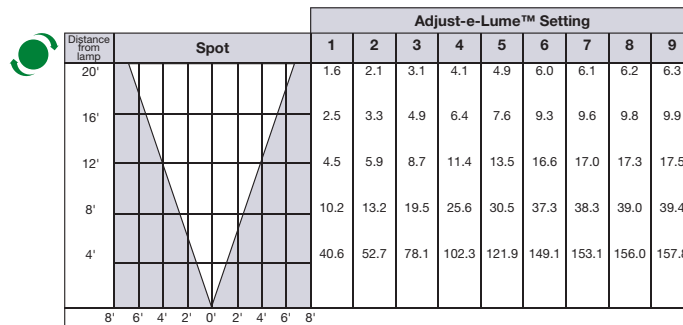 Adjust-e-Lume™ Setting
Distance from lamp Spot 1 2 3 4 5 6 7 8 9
20' 1.6 2.1 3.1 4.1 4.9 6.0 6.1 6.2 6.3
16' 2.5 3.3 4.9 6.4 7.6 9.3 9.6 9.8 9.9
12' 4.5 5.9 8.7 11.4 13.5 16.6 17.0 17.3 17.5
8' 10.2 13.2 19.5 25.6 30.5 37.3 38.3 39.0 39.4
4' 40.6 52.7 78.1 102.3 121.9 149.1 153.1 156.0 157.8
8' 6' 4' 2' 0' 2' 4' 6' 8'